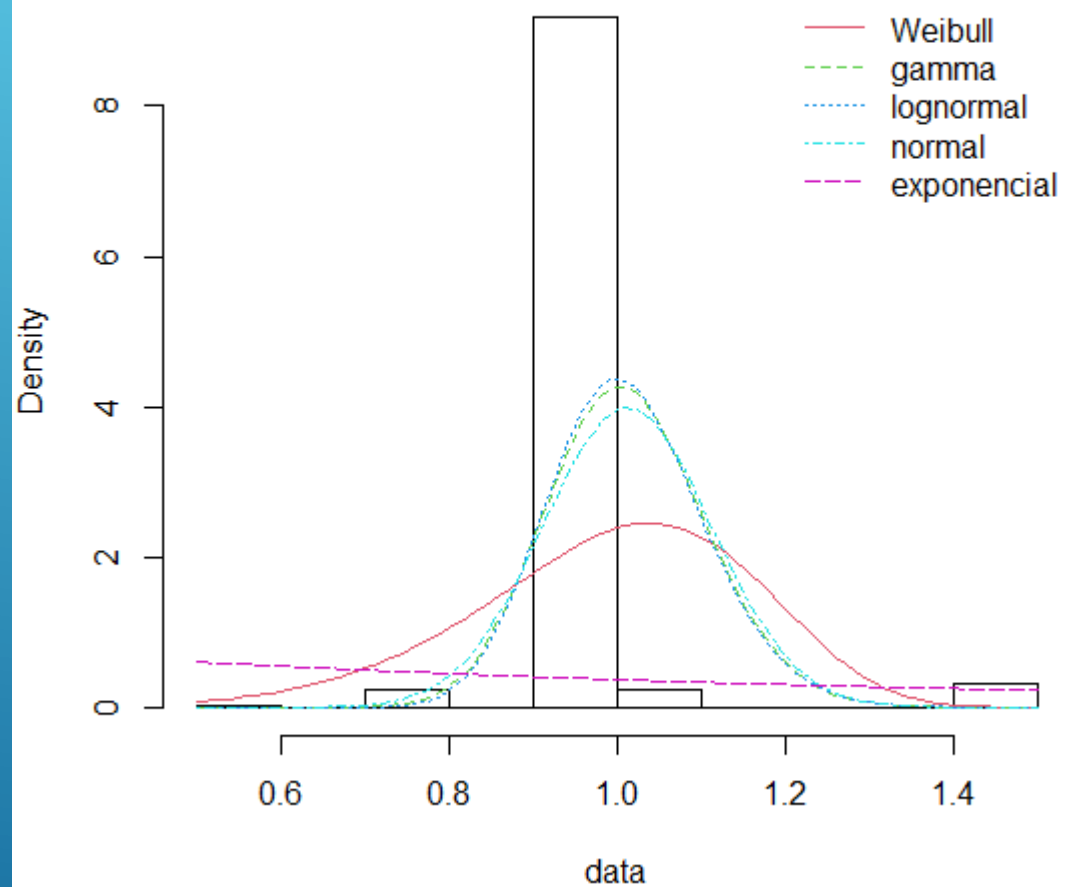 Weibull
gamma
lognormal
normal
exponencial
Density
8
6
4
2
0
0.6 0.8 1.0 1.2 1.4
data